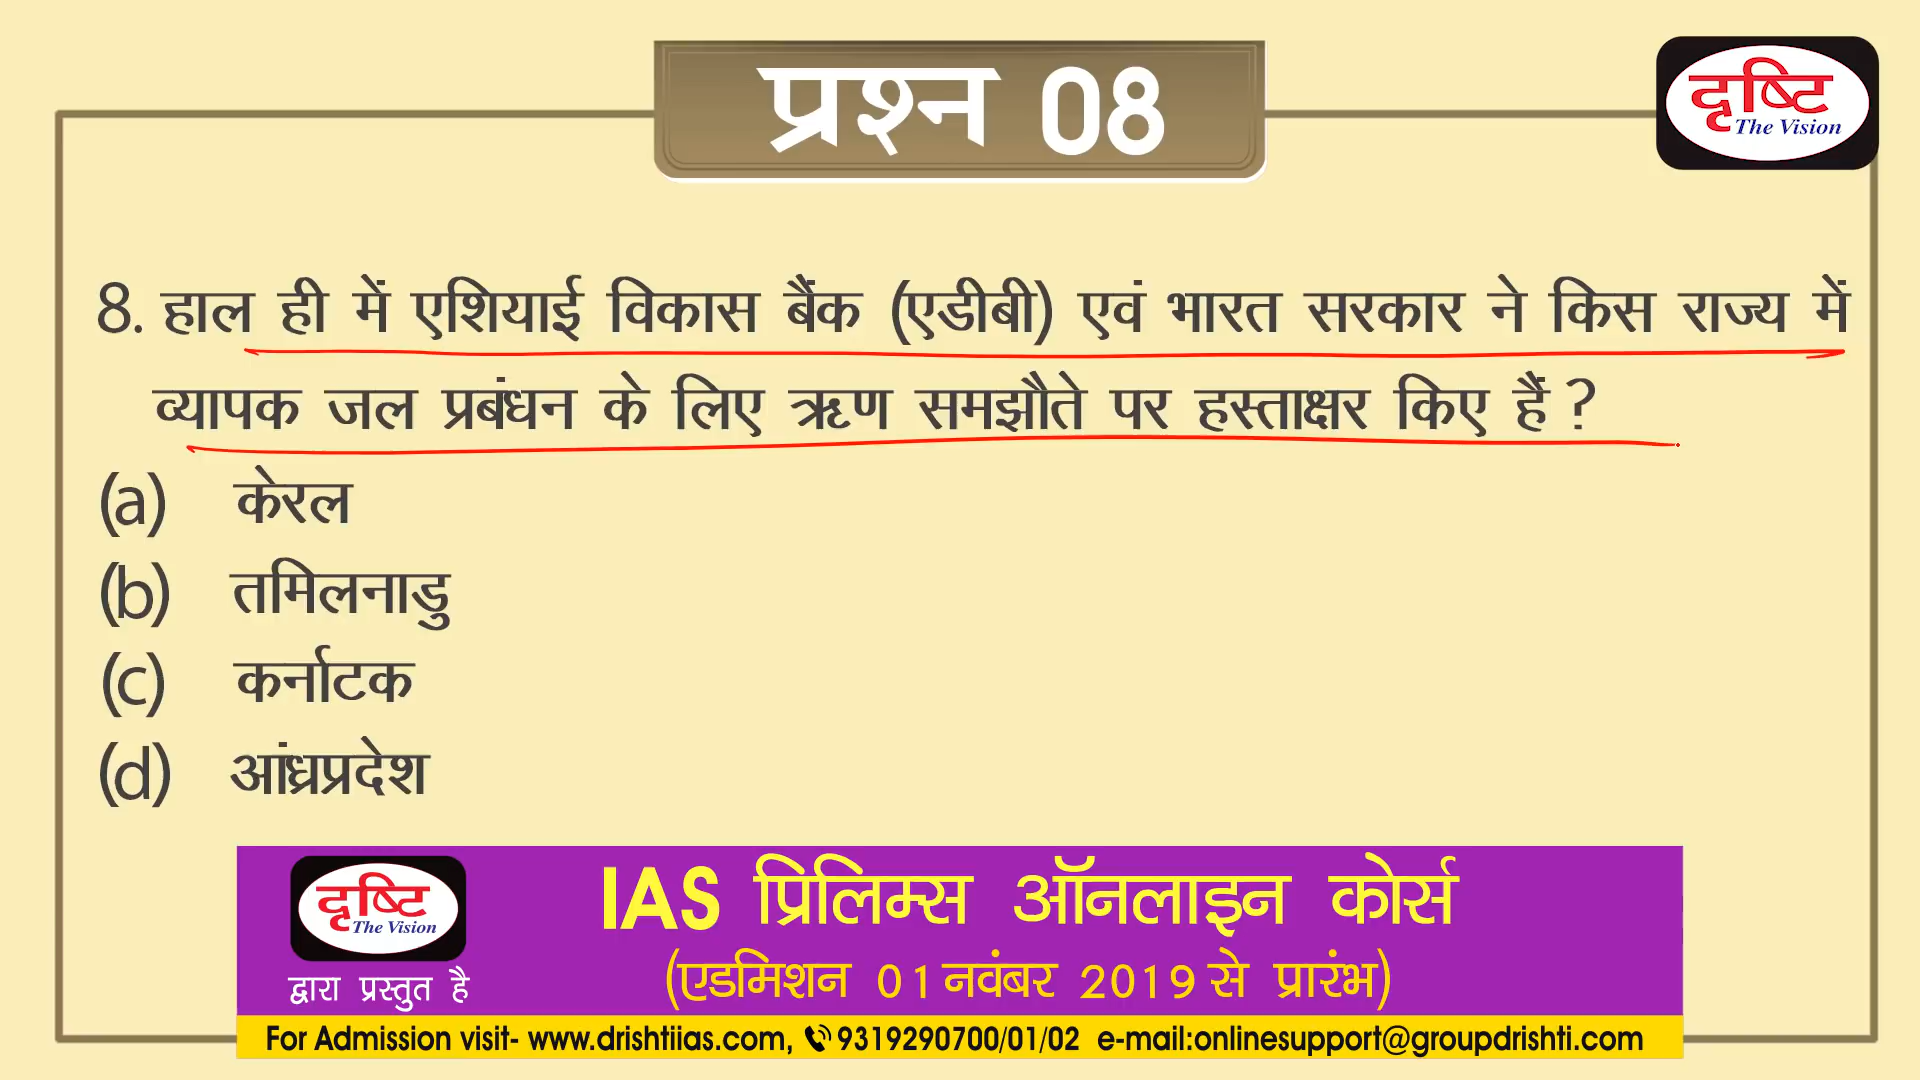 प्रश्न 08
दृष्टि
The Vision
8. हाल ही में एशियाई विकास बैंक (एडीबी) एवं भारत सरकार ने किस राज्य में
व्यापक जल प्रबंधन के लिए ऋण समझौते पर हस्ताक्षर किए हैं ?
(a) केरल
(b) तमिलनाडु
(c) कर्नाटक
(d) आंध्रप्रदेश
दृष्टि
The Vision
द्वारा प्रस्तुत है
IAS प्रिलिम्स ऑनलाइन कोर्स
(एडमिशन 01 नवंबर 2019 से प्रारंभ)
For Admission visit- www.drishtiias.com, 9319290700/01/02 e-mail:onlinesupport@groupdrishti.com